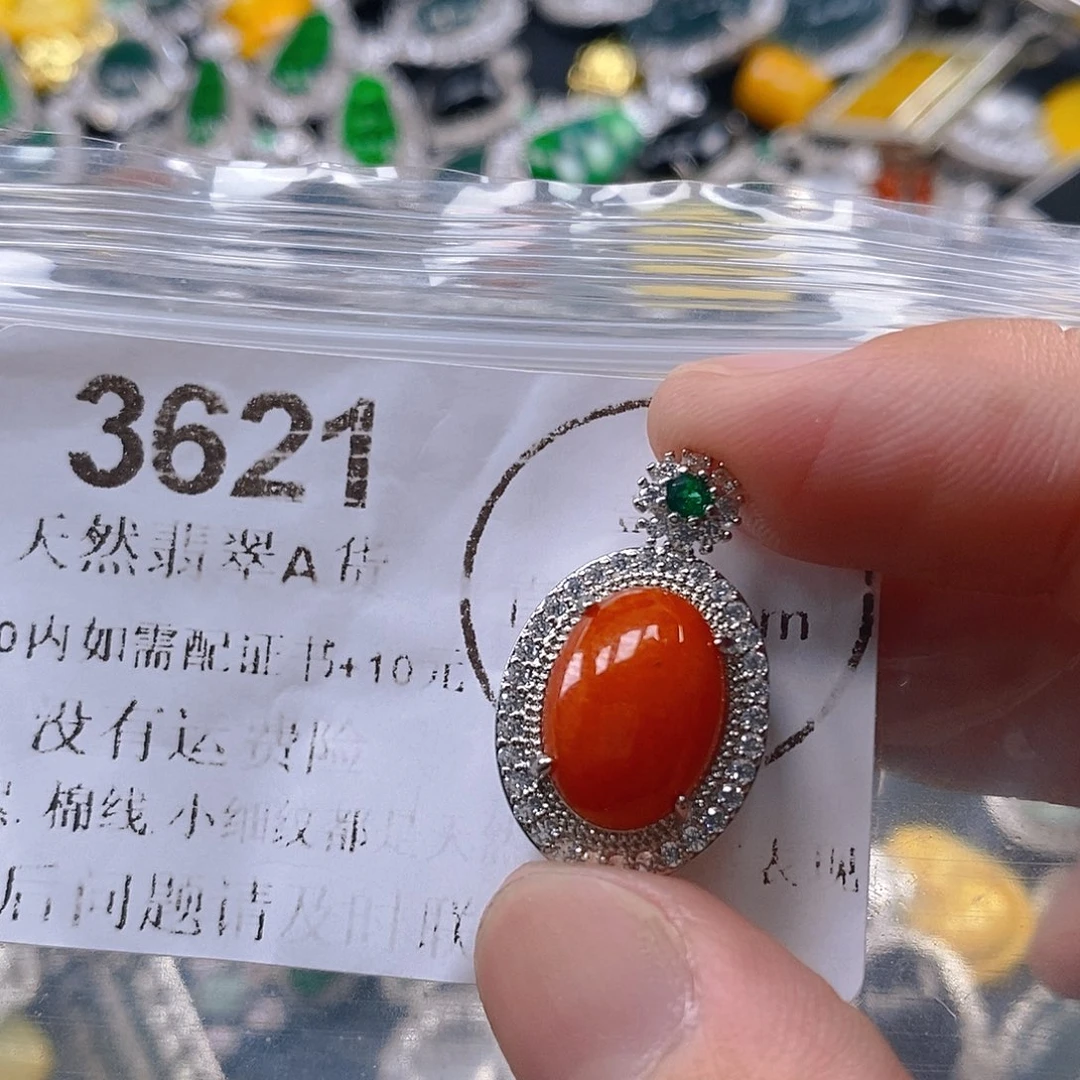 3621
天然翡翠A货
0内如需配证书+10元
没有运费险
棉线 小细纹都是天然
后问题请及时联